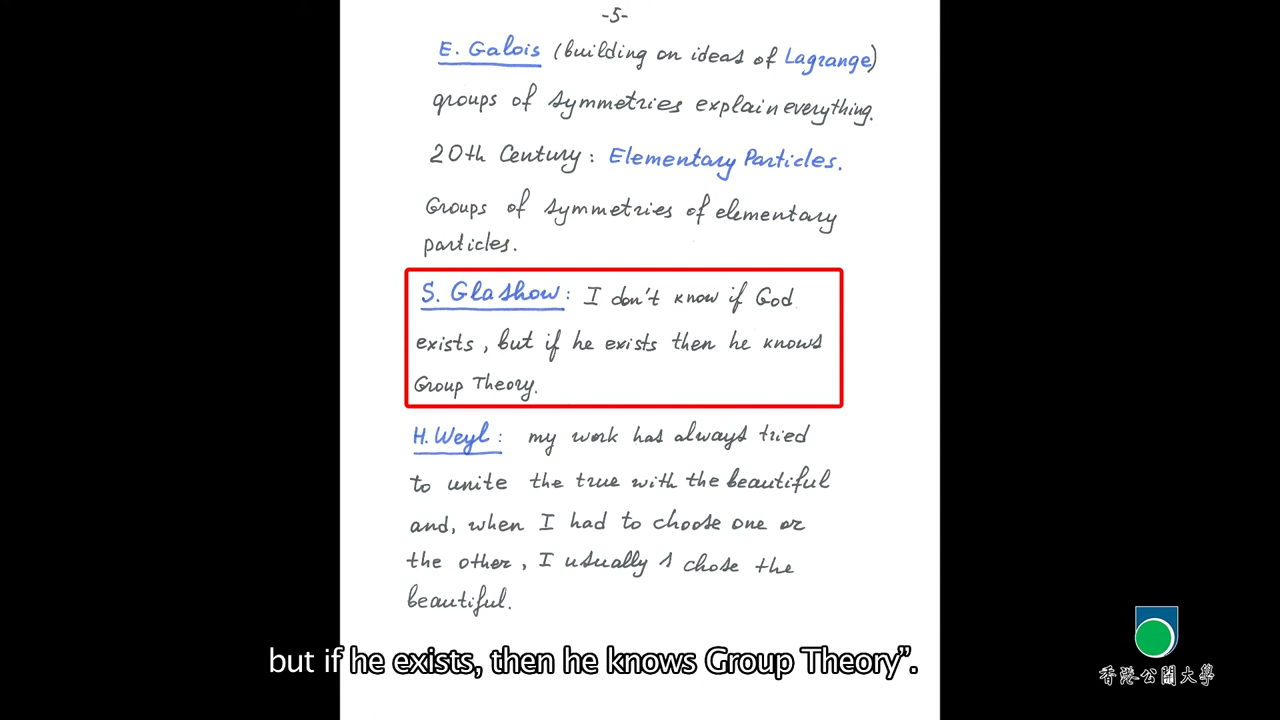 -5-
E. Galois (building on ideas of Lagrange)
groups of symmetries explain everything.
20th Century: Elementary Particles.
Groups of symmetries of elementary
particles.
S. Glashow: I don't know if God
exists, but if he exists then he knows
Group Theory.
H. Weyl: my work has always tried
to unite the true with the beautiful
and, when I had to choose one or
the other, I usually s chose the
beautiful.
but if he exists, then he knows Group Theory”.
香港公開大學